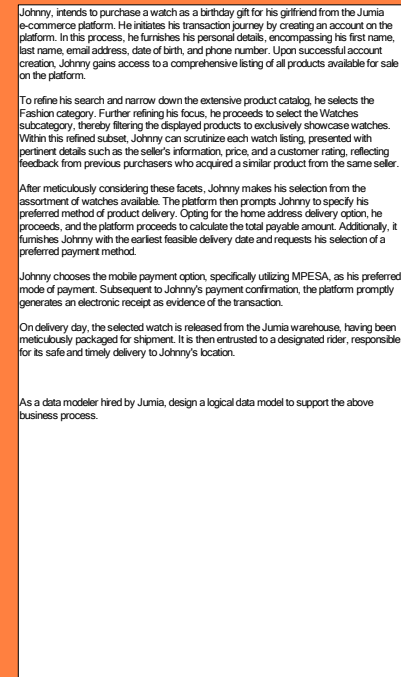 Johnny, intends to purchase a watch as a birthday gift for his girlfriend from the Jumia
e-commerce platform. He initiates his transaction journey by creating an account on the
platform. In this process, he furnishes his personal details, encompassing his first name,
last name, email address, date of birth, and phone number. Upon successful account
creation, Johnny gains access to a comprehensive listing of all products available for sale
on the platform.
To refine his search and narrow down the extensive product catalog, he selects the
Fashion category. Further refining his focus, he proceeds to select the Watches
subcategory, thereby filtering the displayed products to exclusively showcase watches.
Within this refined subset, Johnny can scrutinize each watch listing, presented with
pertinent details such as the seller's information, price, and a customer rating, reflecting
feedback from previous purchasers who acquired a similar product from the same seller.
After meticulously considering these facets, Johnny makes his selection from the
assortment of watches available. The platform then prompts Johnny to specify his
preferred method of product delivery. Opting for the home address delivery option, he
proceeds, and the platform proceeds to calculate the total payable amount. Additionally, it
furnishes Johnny with the earliest feasible delivery date and requests his selection of a
preferred payment method.
Johnny chooses the mobile payment option, specifically utilizing MPESA, as his preferred
mode of payment. Subsequent to Johnny's payment confirmation, the platform promptly
generates an electronic receipt as evidence of the transaction.
On delivery day, the selected watch is released from the Jumia warehouse, having been
meticulously packaged for shipment. It is then entrusted to a designated rider, responsible
for its safe and timely delivery to Johnny's location.
As a data modeler hired by Jumia, design a logical data model to support the above
business process.